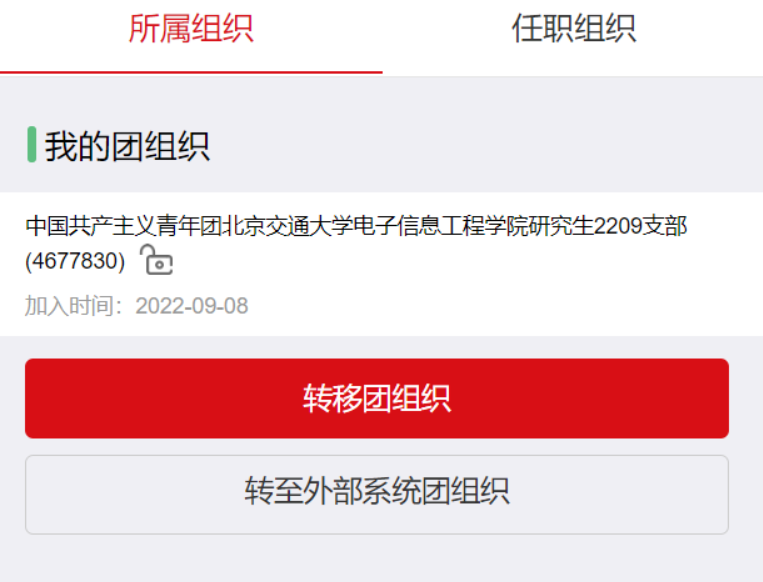 所属组织 任职组织
我的团组织
中国共产主义青年团北京交通大学电子信息工程学院研究生2209支部
(4677830)
加入时间：2022-09-08
转移团组织
转至外部系统团组织